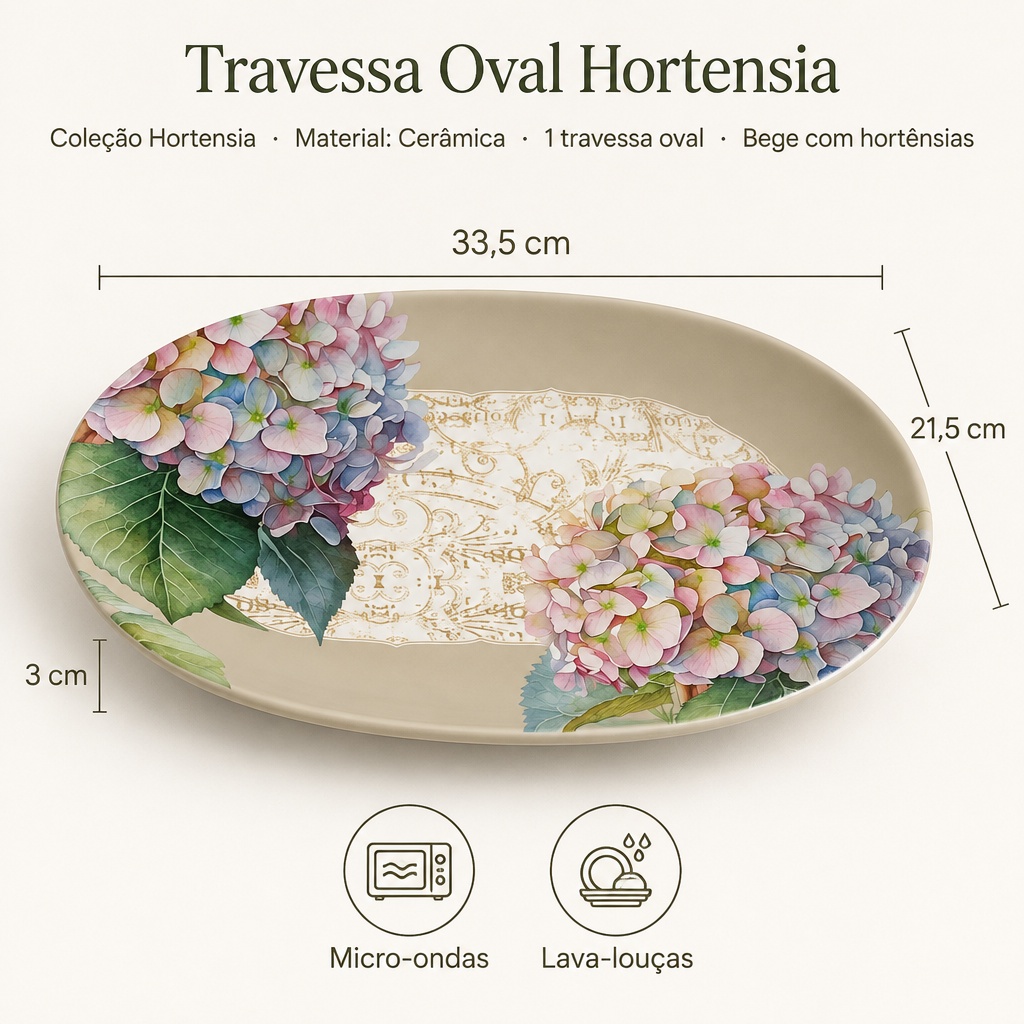 Travessa Oval Hortensia
Coleção Hortensia · Material: Cerâmica · 1 travessa oval · Bege com hortênsias
33,5 cm
21,5 cm
3 cm
Micro-ondas
Lava-louças